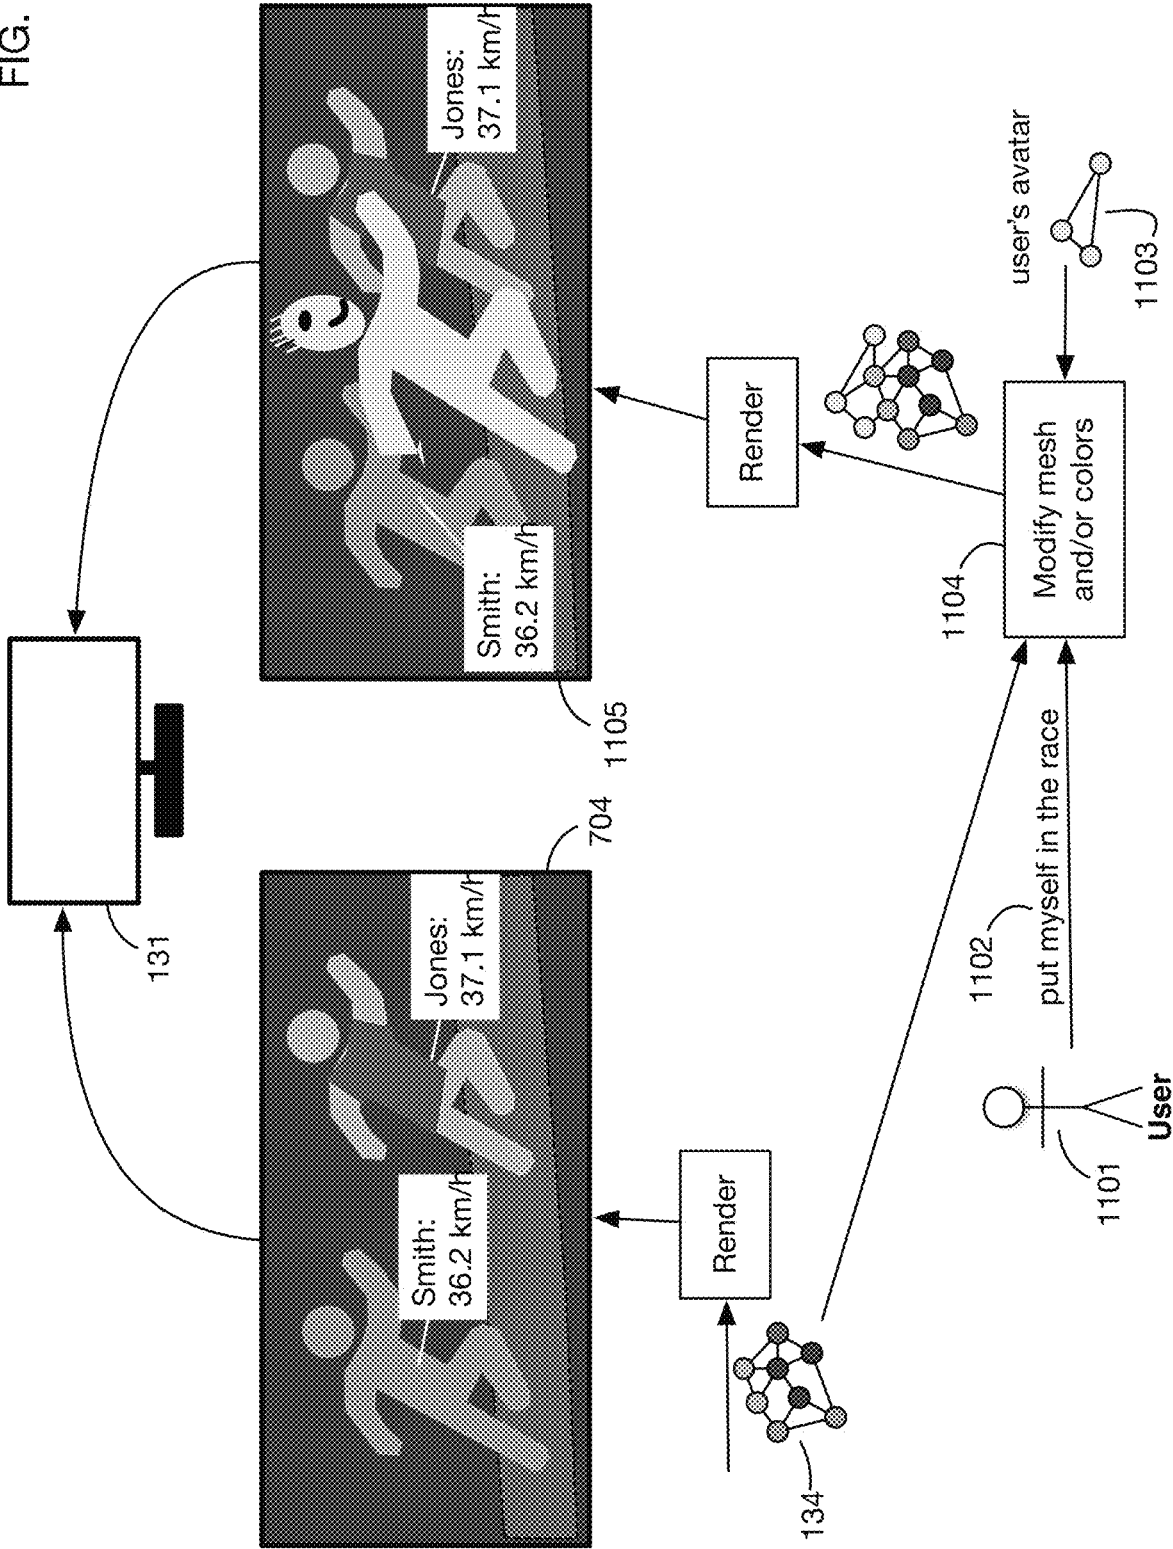 FIG.
131
Smith:
36.2 km/h
Jones:
37.1 km/h
704
Smith:
36.2 km/h
Jones:
37.1 km/h
1105
Render
Render
134
1104
Modify mesh
and/or colors
user's avatar
1103
1102
put myself in the race
1101
User